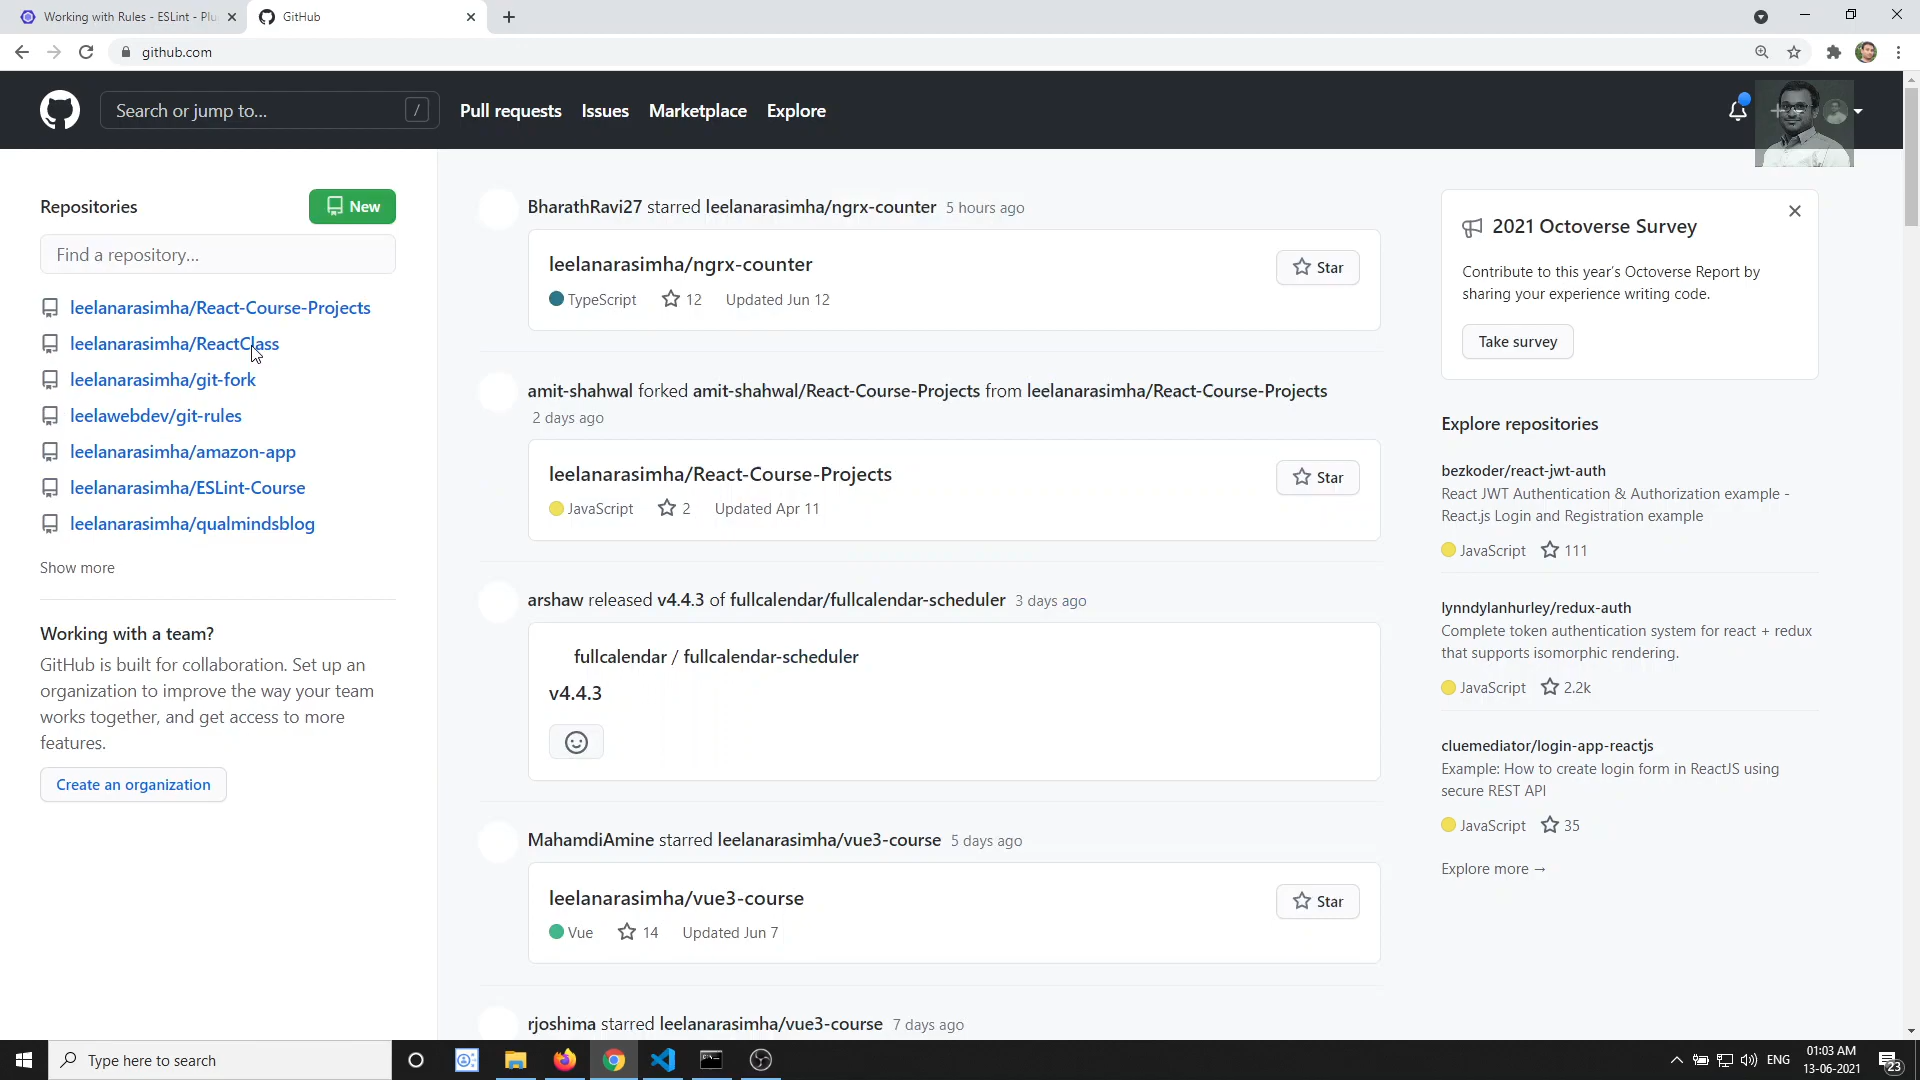 Working with Rules - ESLint - Plu
GitHub
github.com
Search or jump to...
/
Pull requests
Issues
Marketplace
Explore
Repositories
New
Find a repository...
leelanarasimha/React-Course-Projects
leelanarasimha/ReactClass
leelanarasimha/git-fork
leelawebdev/git-rules
leelanarasimha/amazon-app
leelanarasimha/ESLint-Course
leelanarasimha/qualmindsblog
Show more
Working with a team?
GitHub is built for collaboration. Set up an
organization to improve the way your team
works together, and get access to more
features.
Create an organization
BharathRavi27 starred leelanarasimha/ngrx-counter 5 hours ago
leelanarasimha/ngrx-counter
Star
TypeScript 12 Updated Jun 12
amit-shahwal forked amit-shahwal/React-Course-Projects from leelanarasimha/React-Course-Projects
2 days ago
leelanarasimha/React-Course-Projects
Star
JavaScript 2 Updated Apr 11
arshaw released v4.4.3 of fullcalendar/fullcalendar-scheduler 3 days ago
fullcalendar / fullcalendar-scheduler
v4.4.3
MahamdiAmine starred leelanarasimha/vue3-course 5 days ago
leelanarasimha/vue3-course
Star
Vue 14 Updated Jun 7
rjoshima starred leelanarasimha/vue3-course 7 days ago
2021 Octoverse Survey
Contribute to this year's Octoverse Report by
sharing your experience writing code.
Take survey
Explore repositories
bezkoder/react-jwt-auth
React JWT Authentication & Authorization example -
React.js Login and Registration example
JavaScript 111
lynndylanhurley/redux-auth
Complete token authentication system for react + redux
that supports isomorphic rendering.
JavaScript 2.2k
cluemediator/login-app-reactjs
Example: How to create login form in ReactJS using
secure REST API
JavaScript 35
Explore more →
Type here to search
ENG
01:03 AM
13-06-2021
23